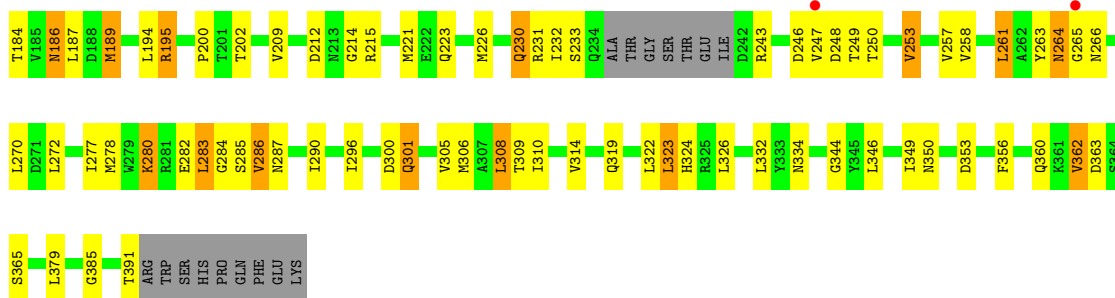 T184 V185 N186 L187 D188 M189 L194 R195 P200 T201 T202 V209 D212 N213 G214 R215 M221 E222 Q223 M226 Q230 R231 I232 S233 Q234 ALA THR GLY SER THR GLU ILE D242 R243 D246 V247 D248 T249 T250 V253 V257 V258 L261 A262 Y263 N264 G265 N266
L270 D271 L272 I277 M278 W279 K280 R281 E282 L283 G284 S285 V286 N287 I290 I296 D300 Q301 V305 M306 A307 L308 T309 I310 V314 Q319 L322 L323 H324 R325 L326 L332 Y333 N334 G344 Y345 L346 I349 N350 D353 F356 Q360 K361 V362 D363 S364
S365 L379 G385 T391 ARG TRP SER HIS PRO GLN PHE GLU LYS